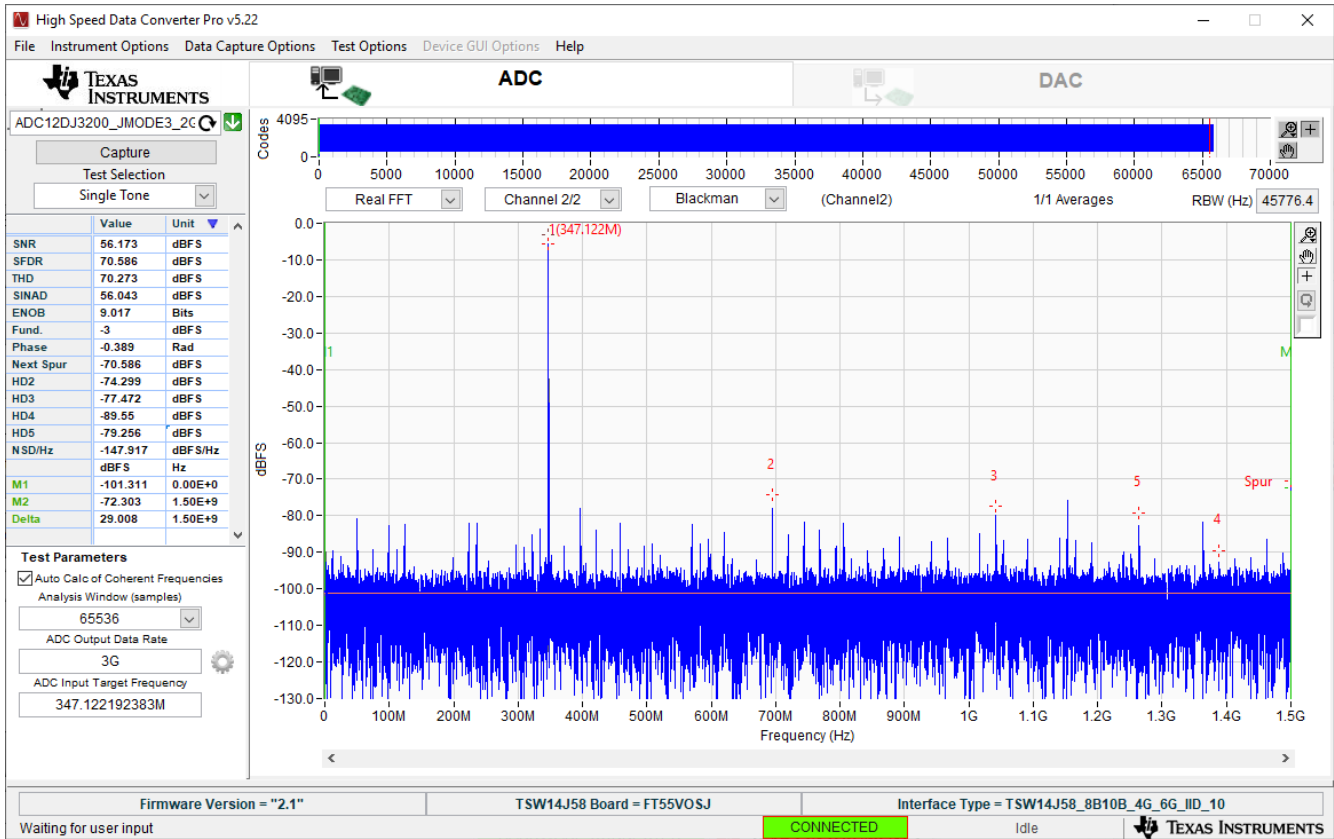 High Speed Data Converter Pro v5.22
File Instrument Options Data Capture Options Test Options Device GUI Options Help
TEXAS INSTRUMENTS
ADC
DAC
ADC12DJ3200_JMODE3_2G
Capture
Test Selection
Single Tone
Value Unit
SNR 56.173 dBFS
SFDR 70.586 dBFS
THD 70.273 dBFS
SINAD 56.043 dBFS
ENOB 9.017 Bits
Fund. -3 dBFS
Phase -0.389 Rad
Next Spur -70.586 dBFS
HD2 -74.299 dBFS
HD3 -77.472 dBFS
HD4 -89.55 dBFS
HD5 -79.256 dBFS
NSD/Hz -147.917 dBFS/Hz
dBFS Hz
M1 -101.311 0.00E+0
M2 -72.303 1.50E+9
Delta 29.008 1.50E+9
Test Parameters
Auto Calc of Coherent Frequencies
Analysis Window (samples)
65536
ADC Output Data Rate
3G
ADC Input Target Frequency
347.122192383M
Codes
4095
0
0 5000 10000 15000 20000 25000 30000 35000 40000 45000 50000 55000 60000 65000 70000
Real FFT Channel 2/2 Blackman (Channel2) 1/1 Averages RBW (Hz) 45776.4
dBFS
0.0
-10.0
-20.0
-30.0
-40.0
-50.0
-60.0
-70.0
-80.0
-90.0
-100.0
-110.0
-120.0
-130.0
1(347.122M)
2
3
5
Spur
4
0 100M 200M 300M 400M 500M 600M 700M 800M 900M 1G 1.1G 1.2G 1.3G 1.4G 1.5G
Frequency (Hz)
Firmware Version = "2.1"
TSW14J58 Board = FT55VOSJ
Interface Type = TSW14J58_8B10B_4G_6G_IID_10
Waiting for user input
CONNECTED
Idle
TEXAS INSTRUMENTS